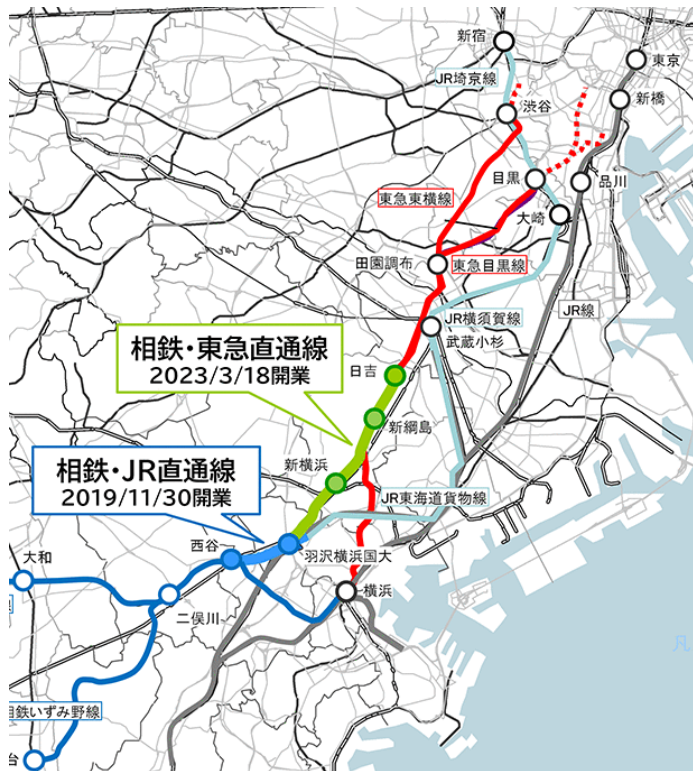 新宿
東京
JR埼京線
新橋
渋谷
目黒
品川
東急東横線
大崎
田園調布
東急目黒線
JR線
JR横須賀線
武蔵小杉
相鉄・東急直通線
2023/3/18開業
日吉
新綱島
相鉄・JR直通線
2019/11/30開業
新横浜
JR東海道貨物線
西谷
羽沢横浜国大
大和
横浜
二俣川
凡
相鉄いずみ野線
台